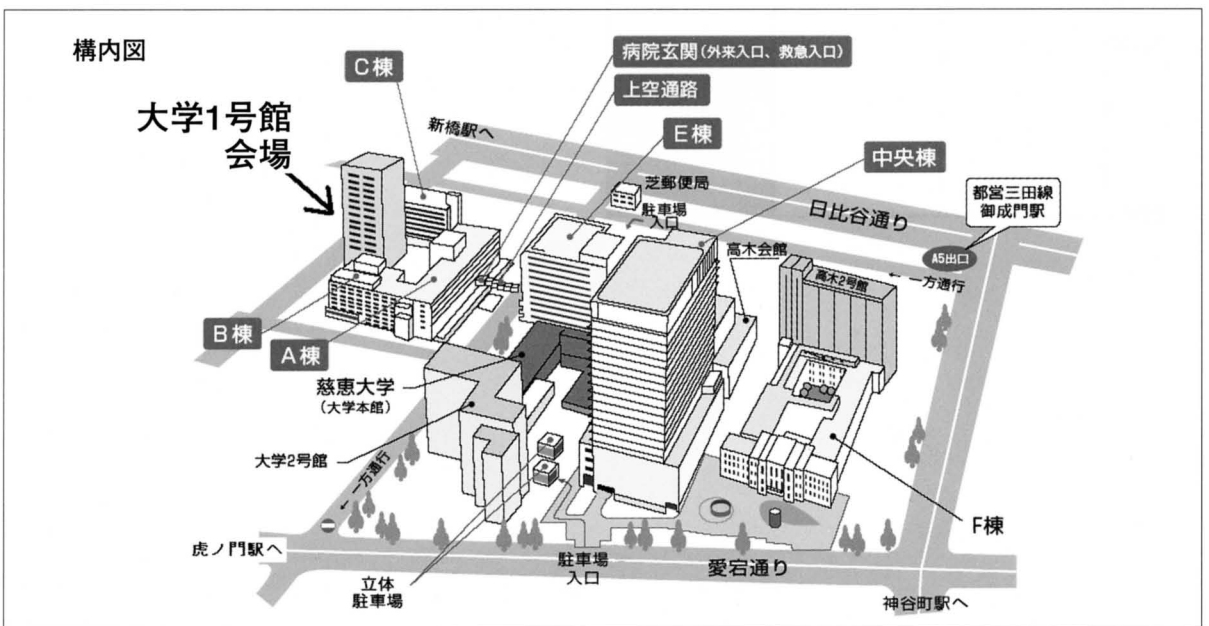 構内図
大学1号館
会場
C棟
病院玄関(外来入口、救急入口)
上空通路
新橋駅へ
E棟
芝郵便局
駐車場
入口
中央棟
日比谷通り
都営三田線
御成門駅
A5出口
高木会館
← 一方通行
高木2号館
B棟
A棟
慈恵大学
(大学本館)
大学2号館
← 一方通行
虎ノ門駅へ
立体
駐車場
駐車場
入口
愛宕通り
F棟
神谷町駅へ